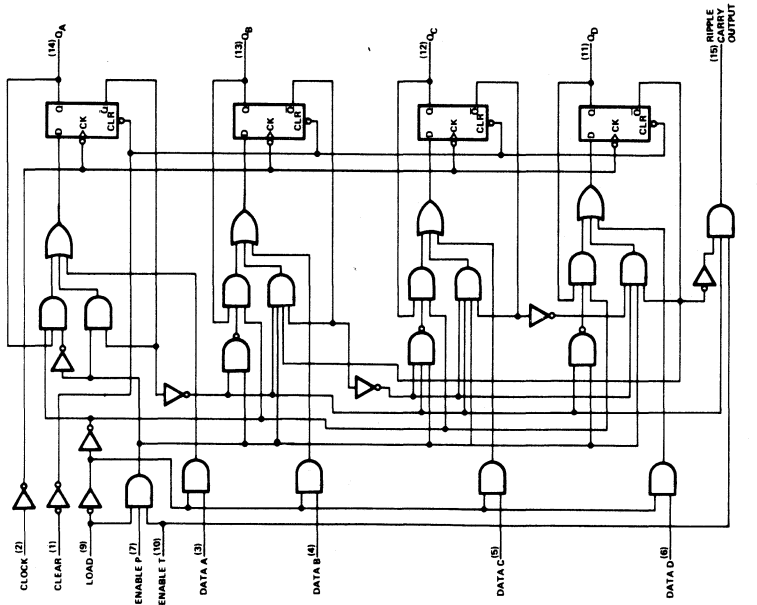 (14) QA
(13) QB
(12) QC
(11) QD
(15) RIPPLE
CARRY
OUTPUT
Q
Q
D
CK
CLR
Q
Q
D
CK
CLR
Q
Q
D
CK
CLR
Q
Q
D
CK
CLR
CLOCK (2)
CLEAR (1)
LOAD (9)
ENABLE P (7)
ENABLE T (10)
DATA A (3)
DATA B (4)
DATA C (5)
DATA D (6)